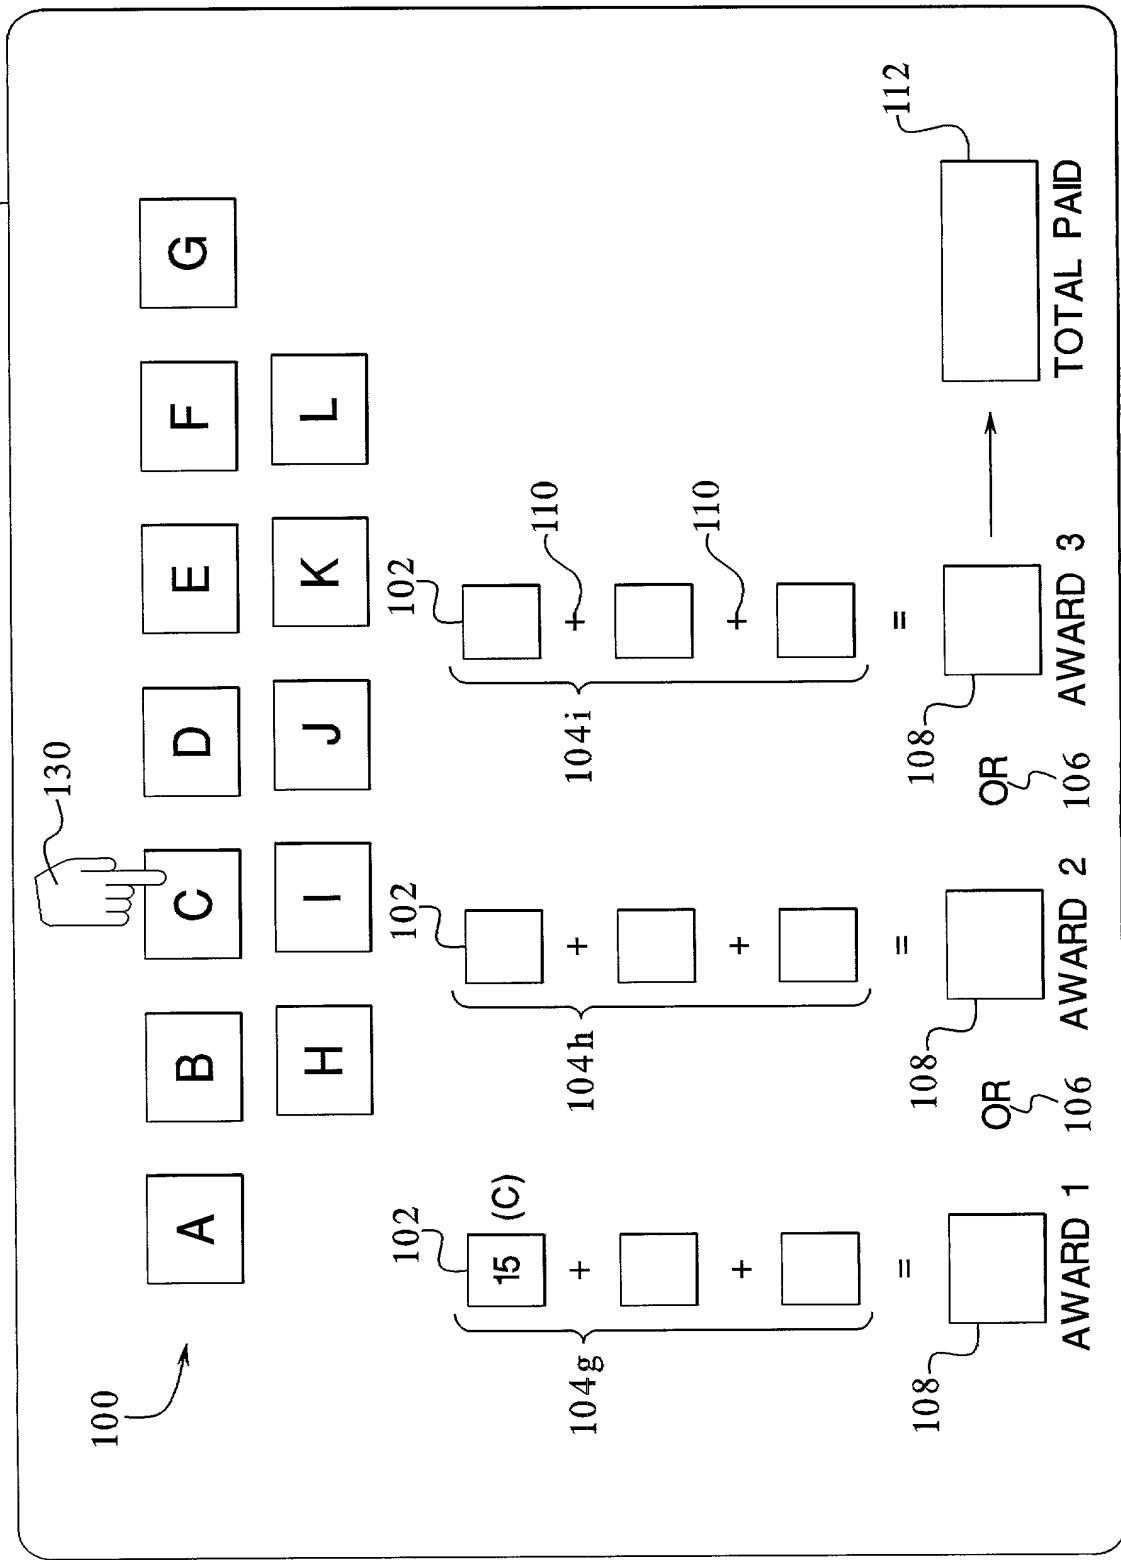 130
100
A B C D E F G
H I J K L
102 102 102
15 (C)
+ + + 110
104g 104h 104i
+ + + 110
= = =
108 108 108 112
OR OR
106 106
AWARD 1 AWARD 2 AWARD 3 TOTAL PAID